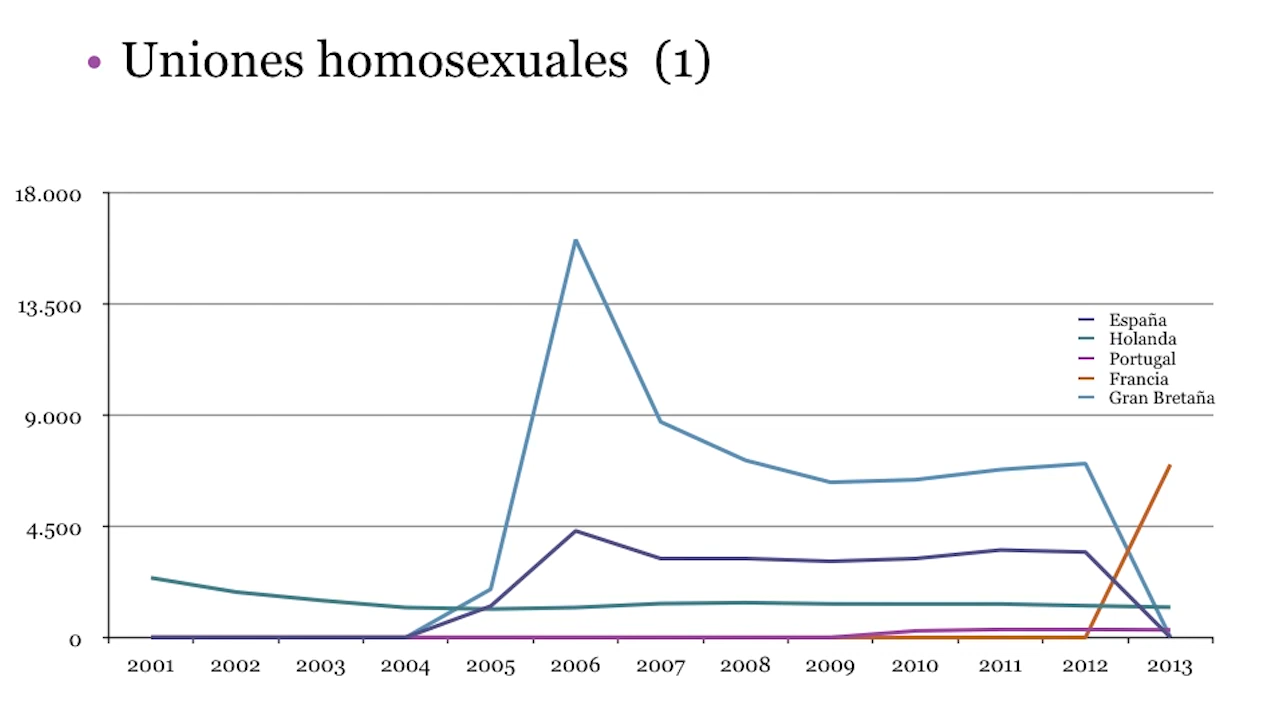 • Uniones homosexuales (1)
18.000
13.500
9.000
4.500
0
España
Holanda
Portugal
Francia
Gran Bretaña
2001 2002 2003 2004 2005 2006 2007 2008 2009 2010 2011 2012 2013